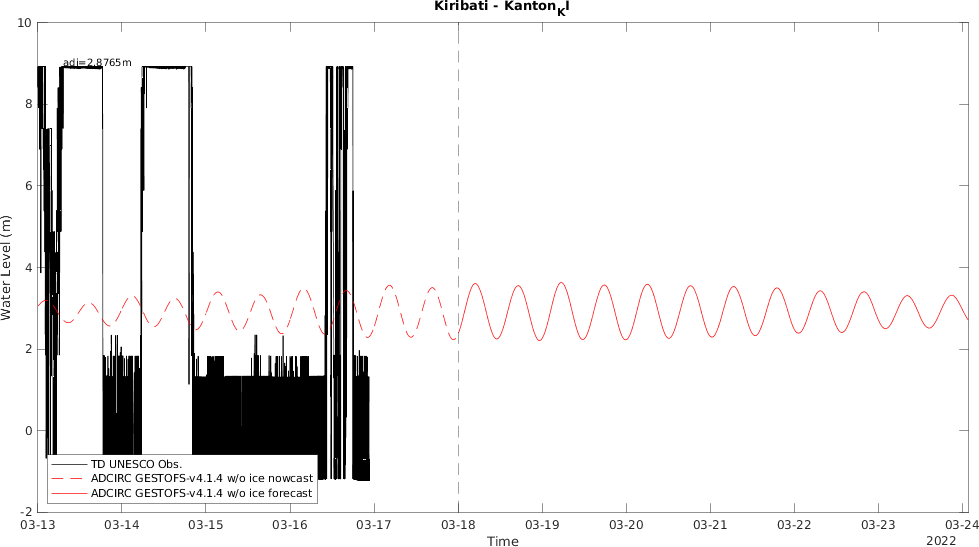 Kiribati - Kanton_KI
10
8
6
4
2
0
-2
Water Level (m)
adj=2.8765m
TD UNESCO Obs.
ADCIRC GESTOFS-v4.1.4 w/o ice nowcast
ADCIRC GESTOFS-v4.1.4 w/o ice forecast
03-13 03-14 03-15 03-16 03-17 03-18 03-19 03-20 03-21 03-22 03-23 03-24
Time
2022